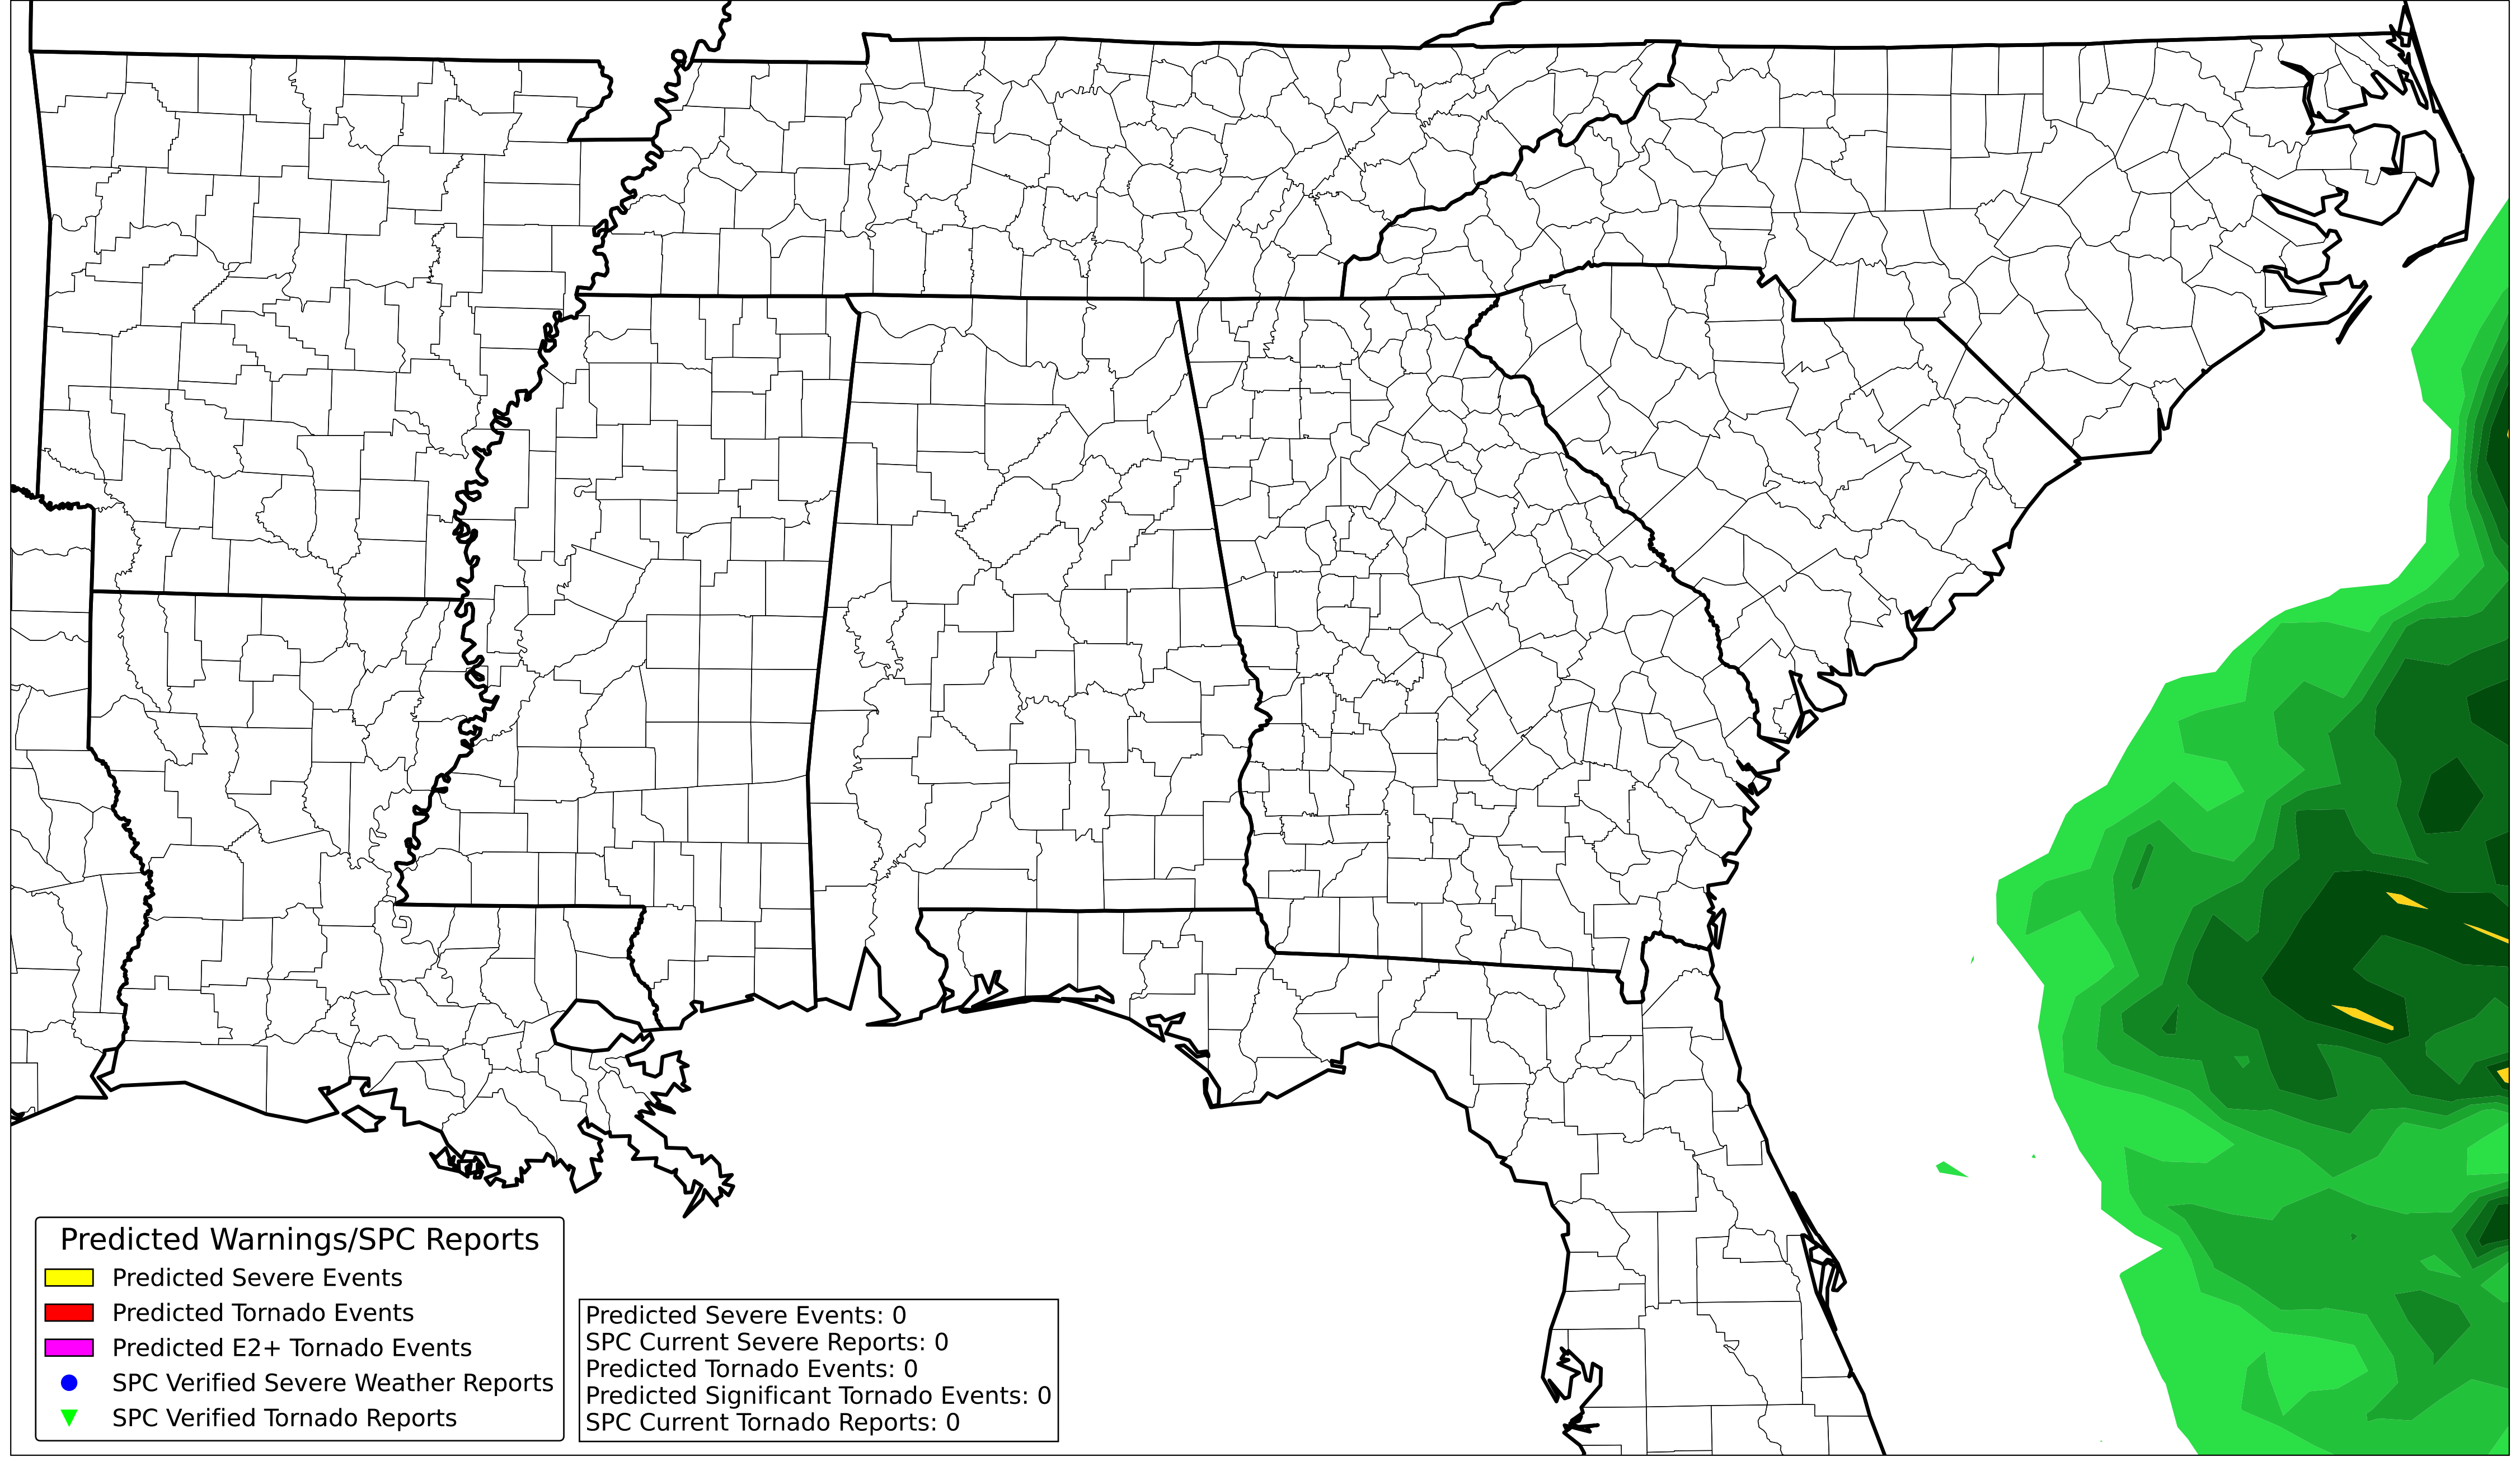 Predicted Warnings/SPC Reports
Predicted Severe Events
Predicted Tornado Events
Predicted E2+ Tornado Events
SPC Verified Severe Weather Reports
SPC Verified Tornado Reports
Predicted Severe Events: 0
SPC Current Severe Reports: 0
Predicted Tornado Events: 0
Predicted Significant Tornado Events: 0
SPC Current Tornado Reports: 0